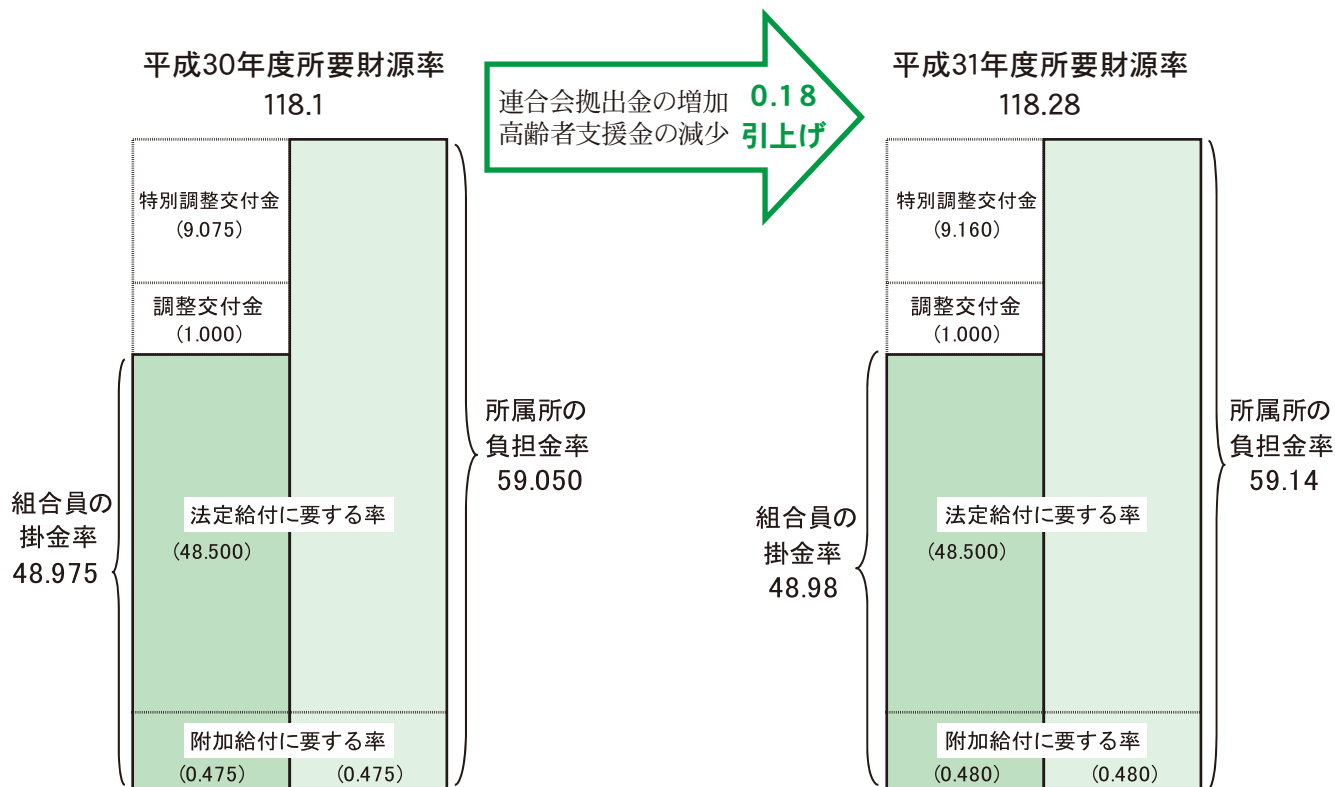 平成30年度所要財源率
118.1
特別調整交付金
(9.075)
調整交付金
(1.000)
組合員の
掛金率
48.975
法定給付に要する率
(48.500)
附加給付に要する率
(0.475)
(0.475)
所属所の
負担金率
59.050
連合会拠出金の増加
高齢者支援金の減少
0.18
引上げ
平成31年度所要財源率
118.28
特別調整交付金
(9.160)
調整交付金
(1.000)
組合員の
掛金率
48.98
法定給付に要する率
(48.500)
附加給付に要する率
(0.480)
(0.480)
所属所の
負担金率
59.14